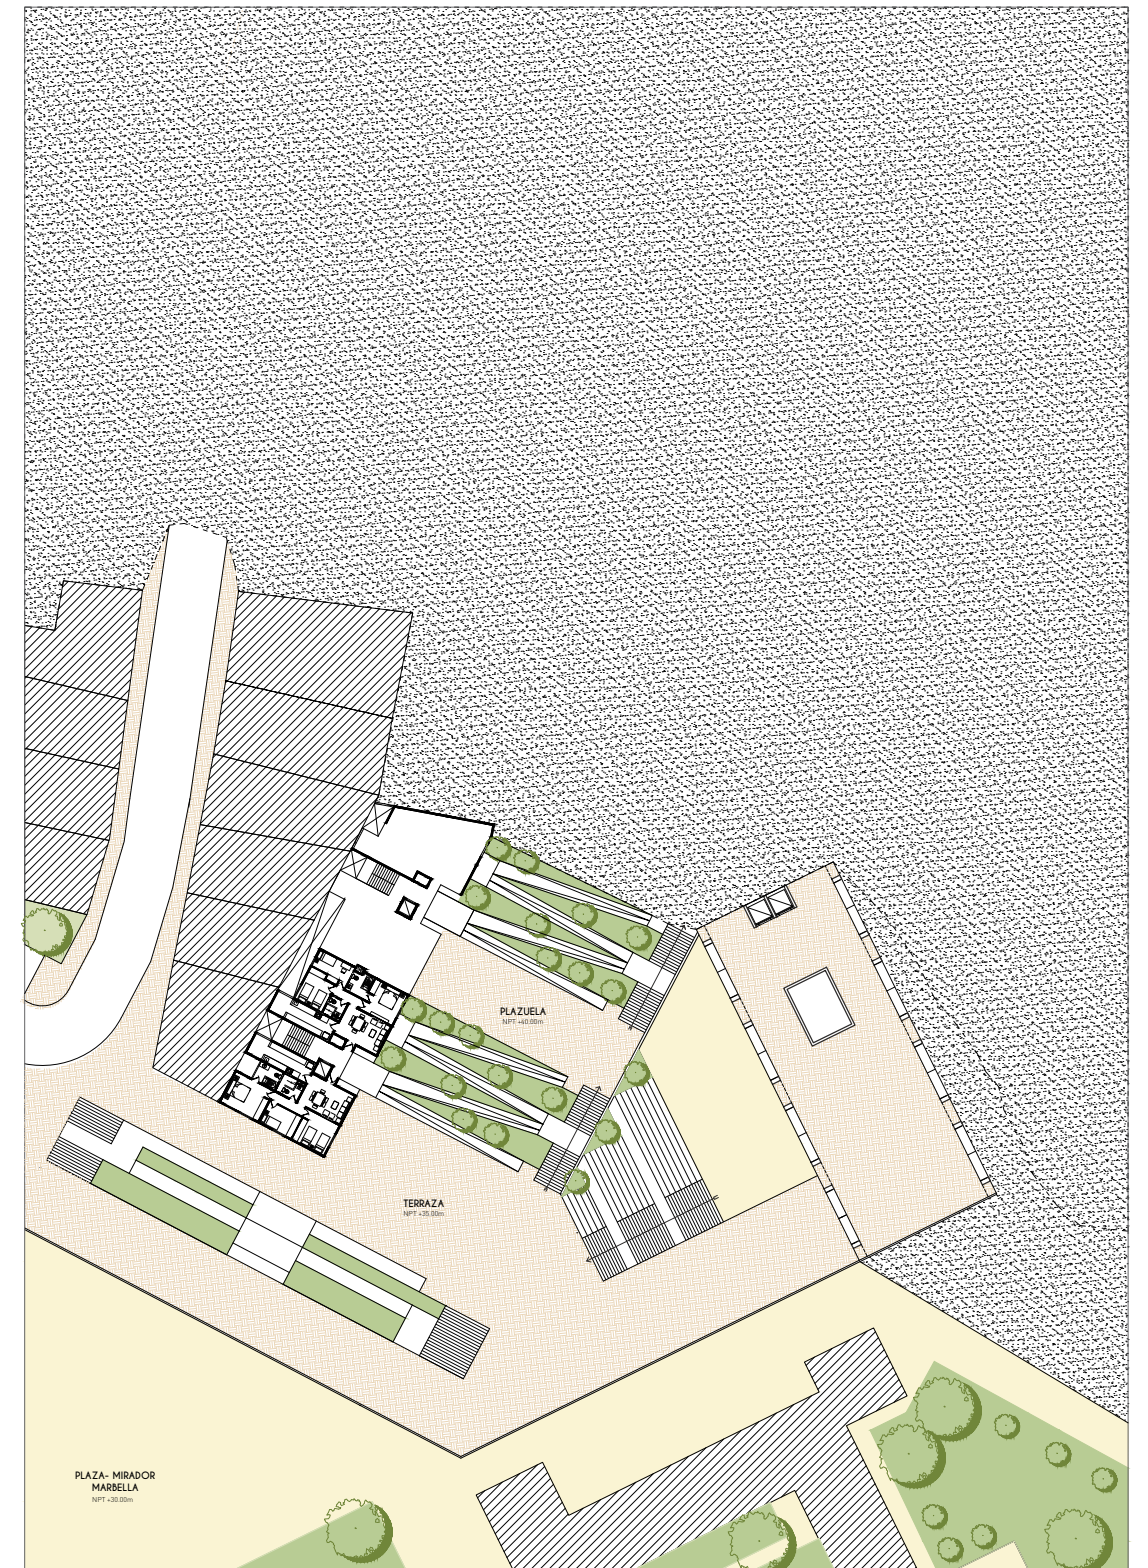 PLAZUELA
NPT +40.00m
TERRAZA
NPT +35.00m
PLAZA- MIRADOR
MARBELLA
NPT +30.00m